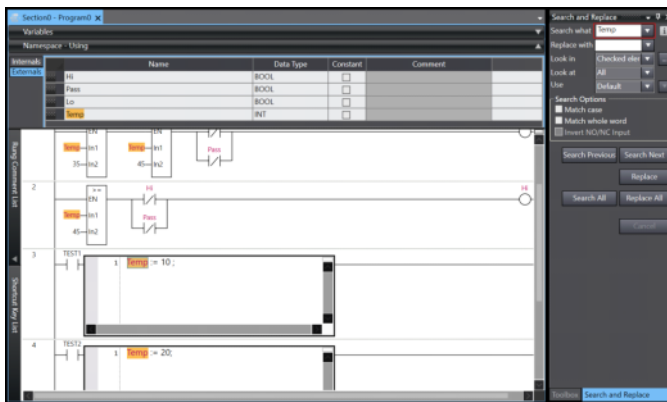 Section0 - Program0
Variables
Namespace - Using
Internals
Externals
Name Data Type Constant Comment
Hi BOOL
Pass BOOL
Lo BOOL
Temp INT
Rung Comment List
Shortcut Key List
EN EN
Temp In1 Temp In1 Pass
35 In2 45 In2
2
>= Hi Hi
EN
Temp In1 Pass
45 In2
3 TEST1
1 Temp := 10 ;
4 TEST2
1 Temp := 20;
Search and Replace
Search what Temp
Replace with
Look in Checked eler
Look at All
Use Default
Search Options
Match case
Match whole word
Invert NO/NC Input
Search Previous Search Next
Replace
Search All Replace All
Cancel
Toolbox Search and Replace